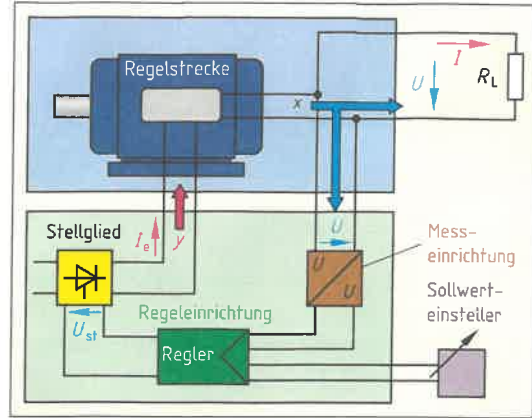 Regelstrecke
x
I
U
R_L
Stellglied
I_e
y
U
Mess-
einrichtung
U
U
Sollwert-
einsteller
U_st
Regeleinrichtung
Regler